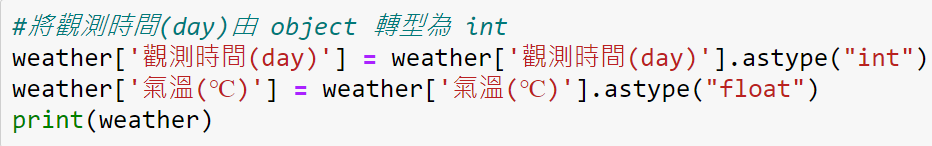 #將觀測時間(day)由 object 轉型為 int
weather['觀測時間(day)'] = weather['觀測時間(day)'].astype("int")
weather['氣溫(℃)'] = weather['氣溫(℃)'].astype("float")
print(weather)